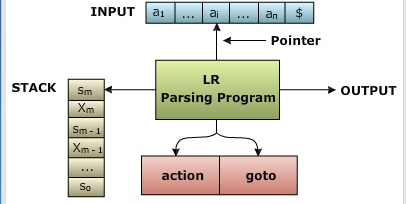 INPUT a1 ... ai ... an $
Pointer
STACK
LR
Parsing Program
OUTPUT
sm
Xm
sm - 1
Xm - 1
...
s0
action goto